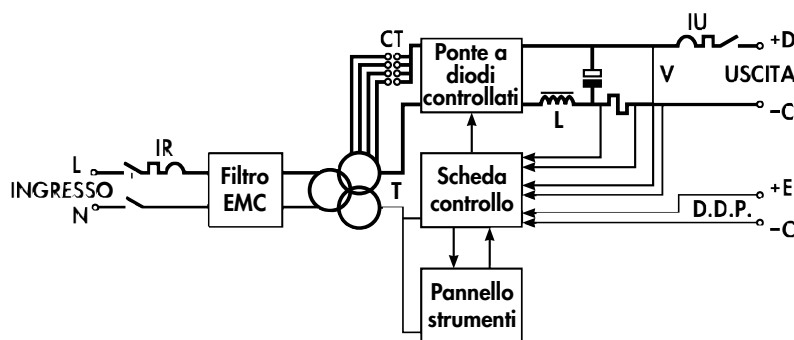 IU
+D
CT
Ponte a
diodi
controllati
V
USCITA
L
-C
IR
L
INGRESSO
N
Filtro
EMC
T
Scheda
controllo
+E
D.D.P.
-C
Pannello
strumenti